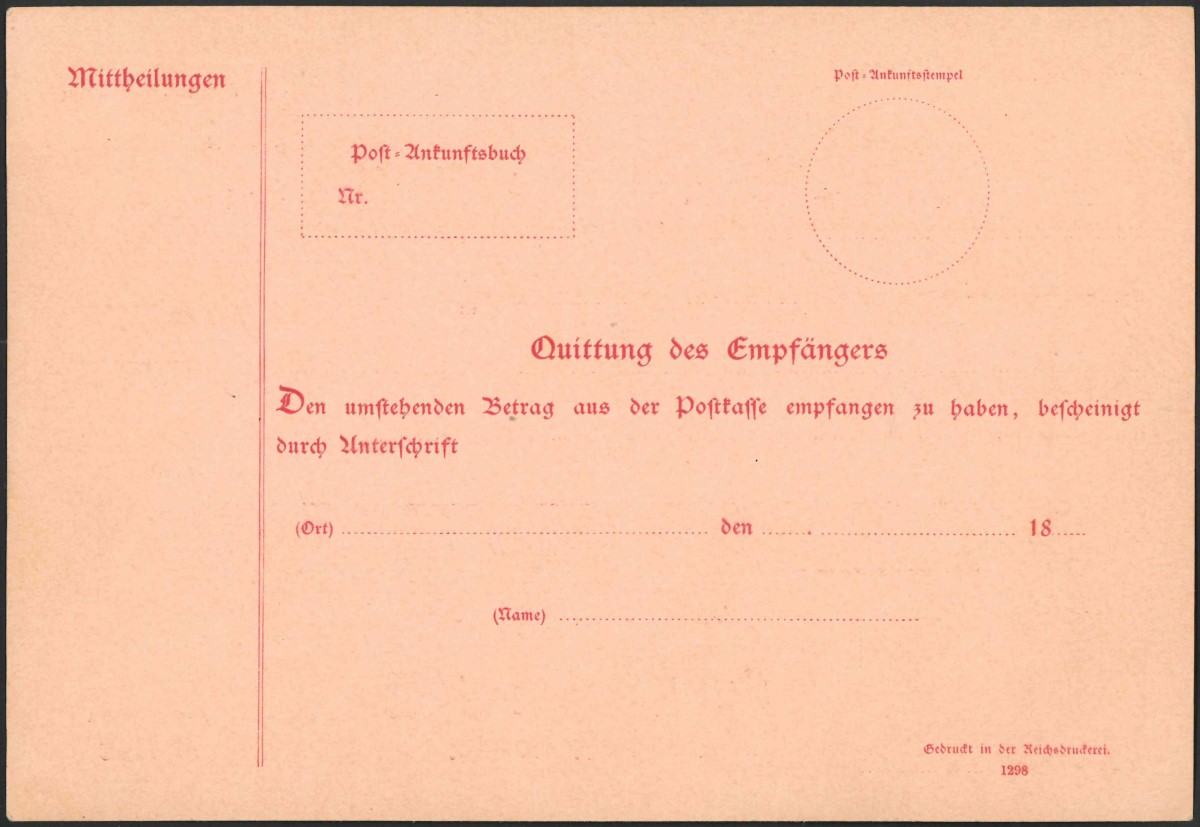 Mittheilungen
Post-Ankunftsstempel
Post-Ankunftsbuch
Nr.
Quittung des Empfängers
Den umstehenden Betrag aus der Postkasse empfangen zu haben, bescheinigt
durch Unterschrift
(Ort) den 18
(Name)
Gedruckt in der Reichsdruckerei.
1298